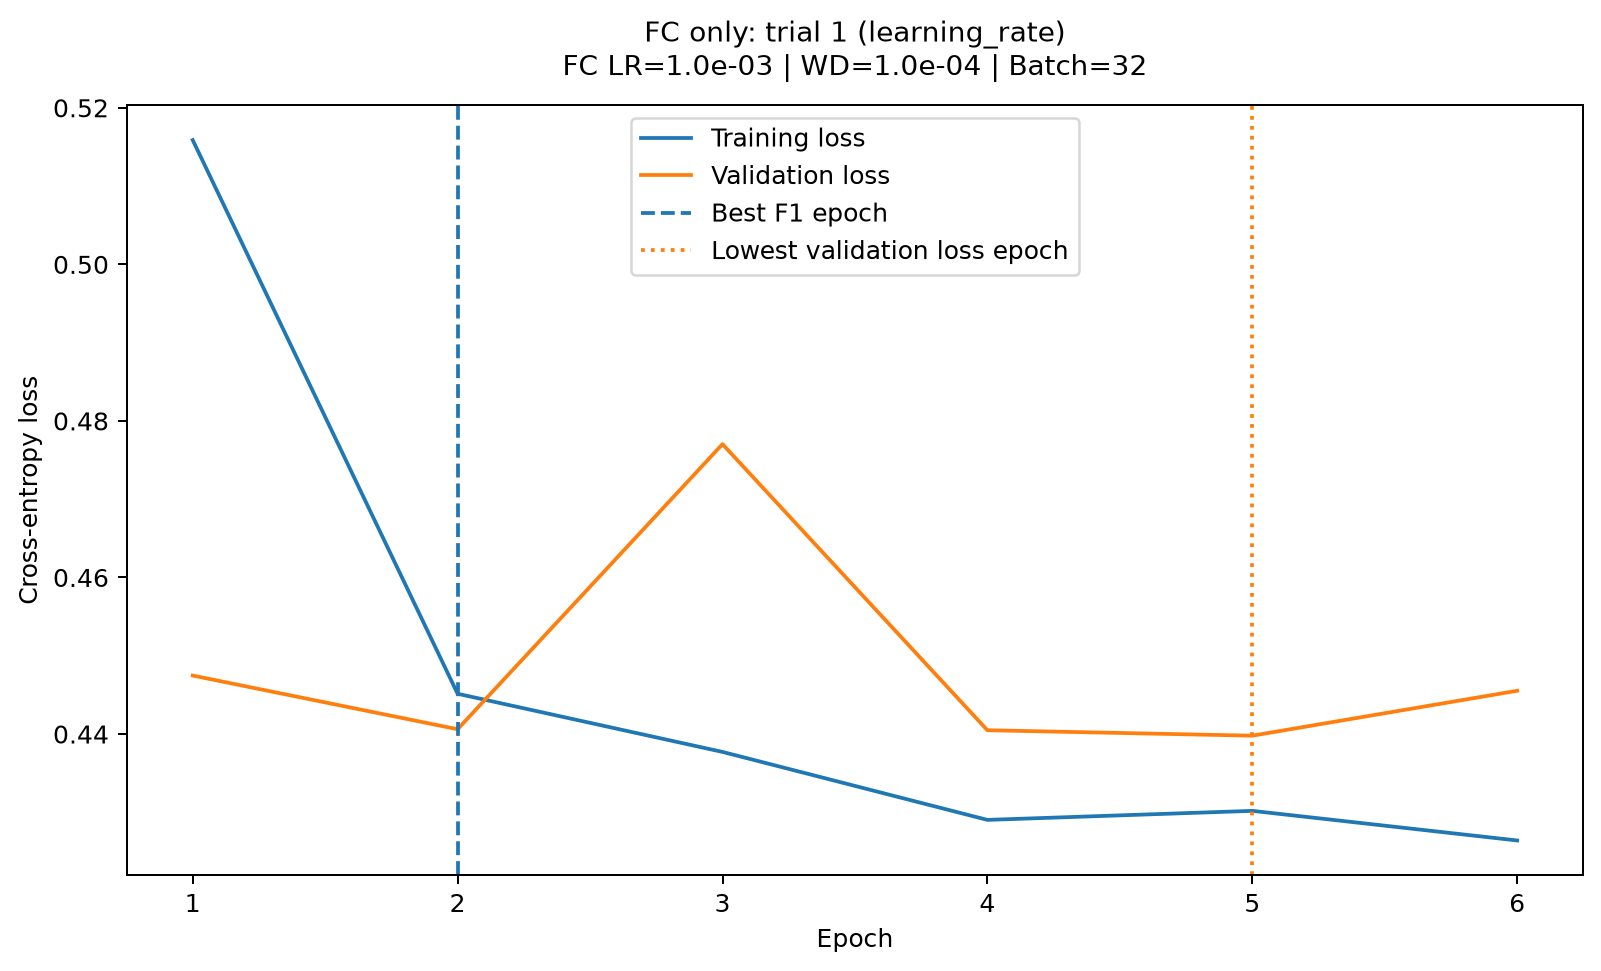 FC only: trial 1 (learning_rate)
FC LR=1.0e-03 | WD=1.0e-04 | Batch=32
Training loss
Validation loss
Best F1 epoch
Lowest validation loss epoch
Cross-entropy loss
0.52
0.50
0.48
0.46
0.44
1 2 3 4 5 6
Epoch